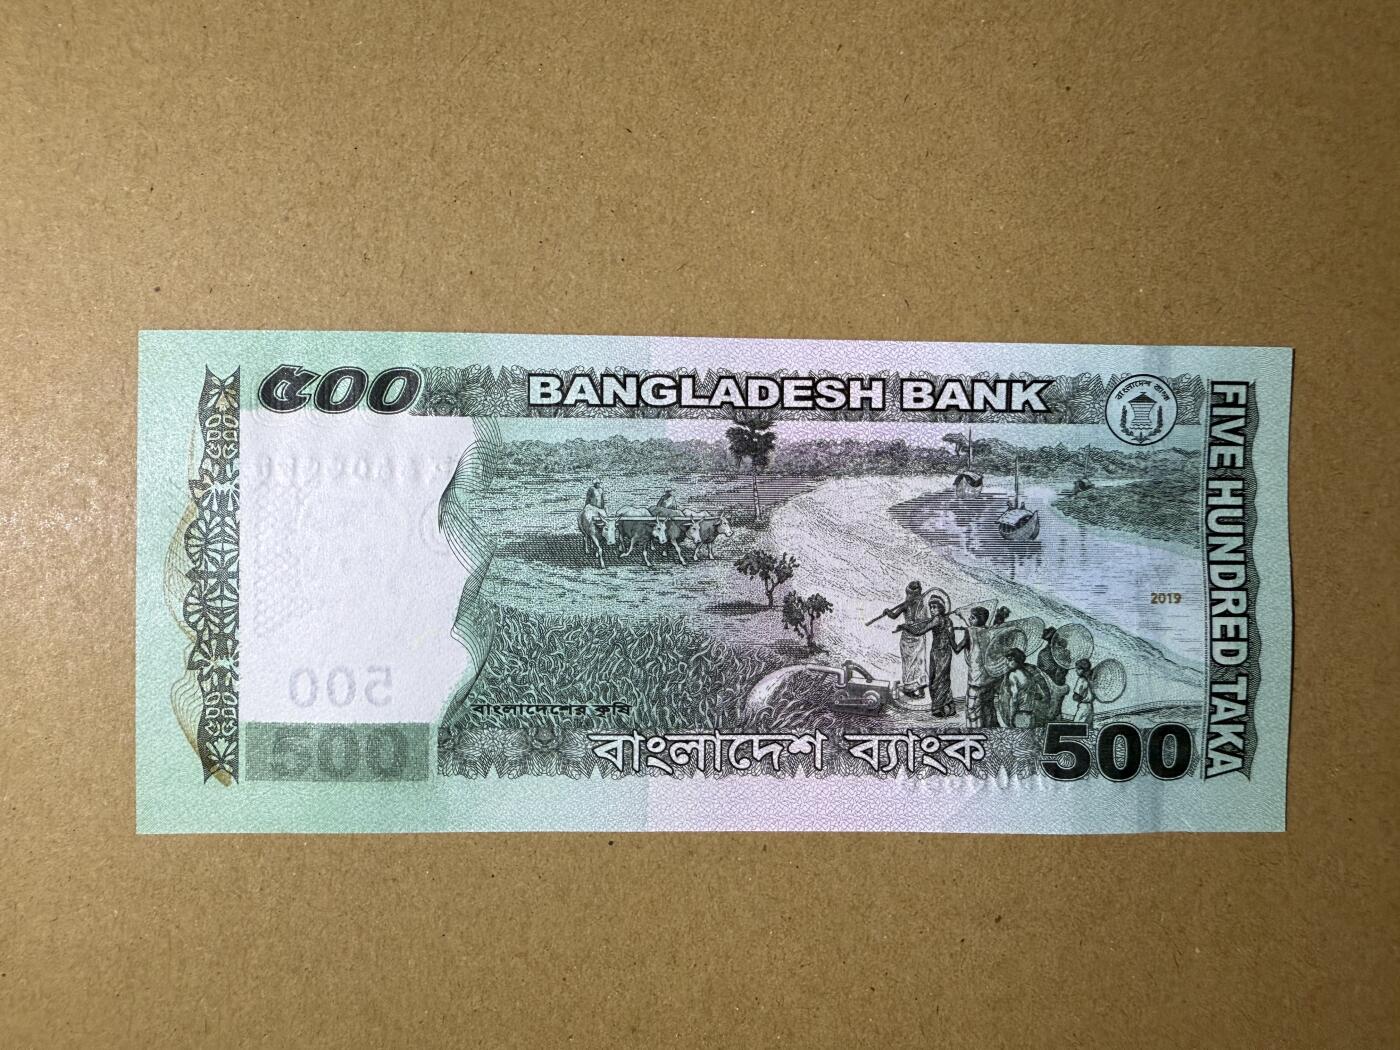 ৫০০
BANGLADESH BANK
বাংলাদেশ ব্যাংক
FIVE HUNDRED TAKA
2019
500
বাংলাদেশের কৃষি
500
বাংলাদেশ ব্যাংক
500